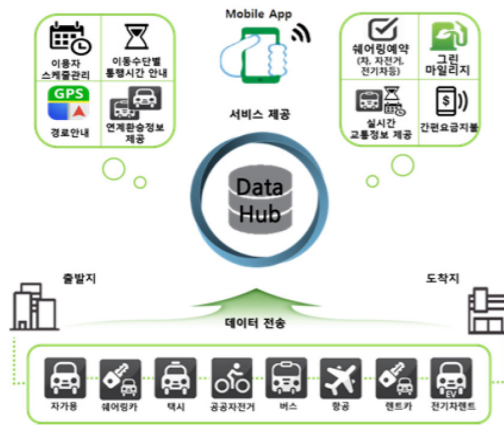 Mobile App
이용자
스케줄관리
이동수단별
통행시간 안내
GPS
경로안내
연계환승정보
제공
서비스 제공
쉐어링예약
(차, 자전거,
전기차등)
그린
마일리지
실시간
교통정보 제공
$
간편요금지불
Data
Hub
출발지
도착지
데이터 전송
EV
자가용
쉐어링카
택시
공공자전거
버스
항공
렌트카
전기차렌트